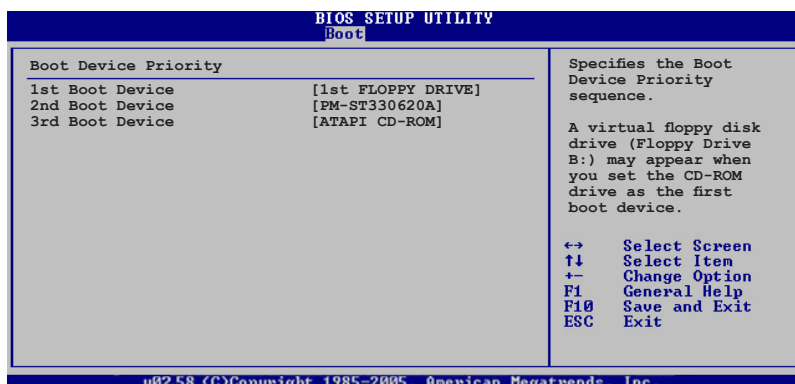 BIOS SETUP UTILITY
Boot
Boot Device Priority
1st Boot Device [1st FLOPPY DRIVE]
2nd Boot Device [PM-ST330620A]
3rd Boot Device [ATAPI CD-ROM]
Specifies the Boot
Device Priority
sequence.
A virtual floppy disk
drive (Floppy Drive
B:) may appear when
you set the CD-ROM
drive as the first
boot device.
←→ Select Screen
↑↓ Select Item
+- Change Option
F1 General Help
F10 Save and Exit
ESC Exit
v02.58 (C)Copyright 1985-2005, American Megatrends, Inc.